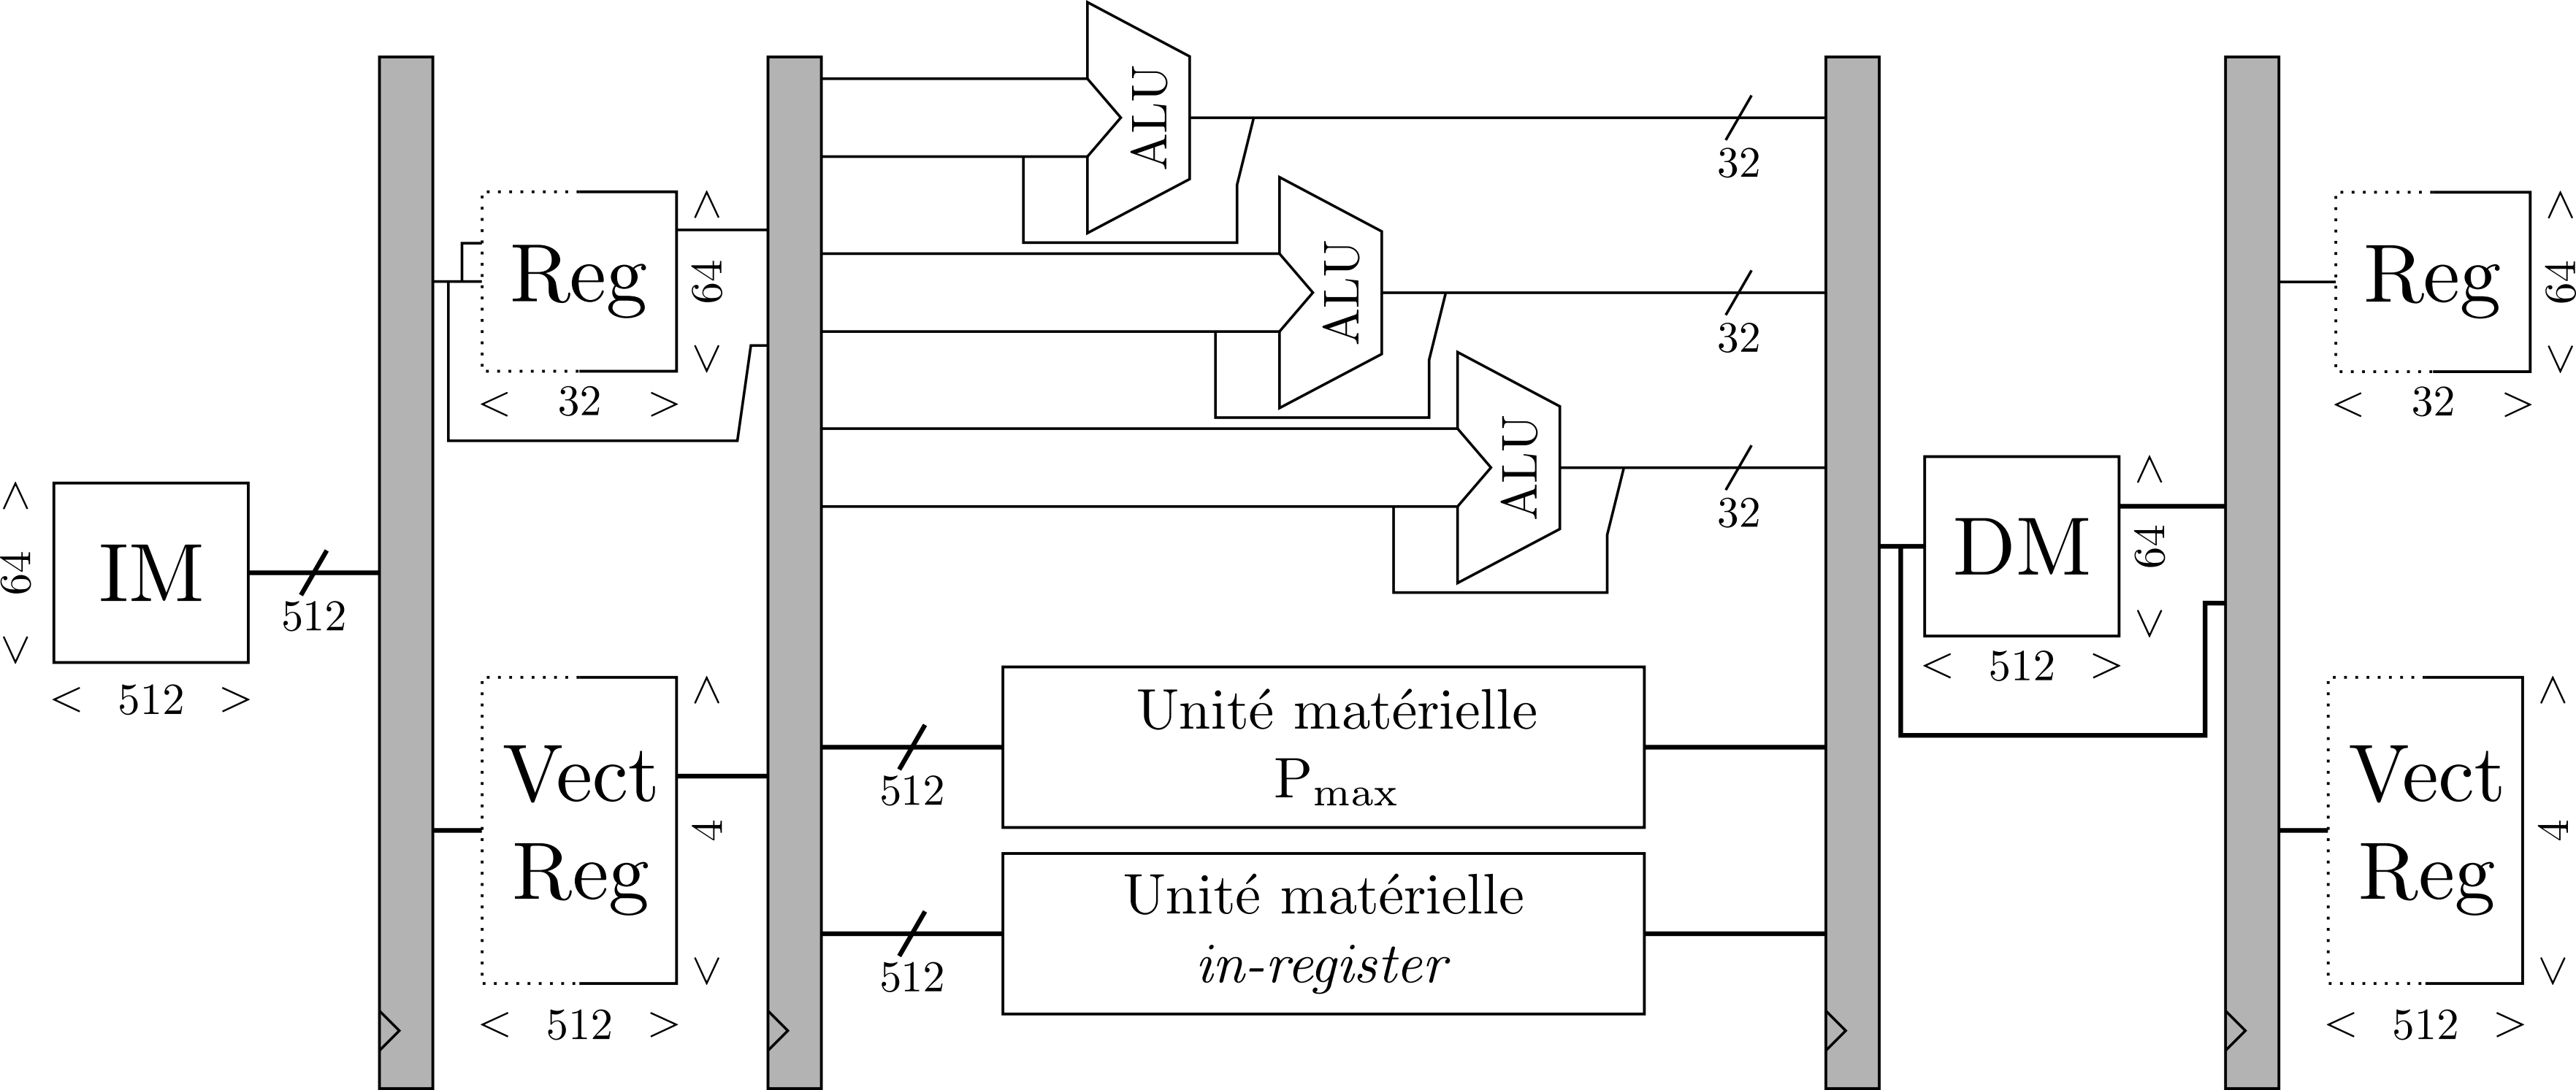 < 64 >
IM
< 512 >
512
Reg
< 64 >
< 32 >
Vect
Reg
< 4 >
< 512 >
ALU
32
ALU
32
ALU
32
512
Unité matérielle
Pmax
512
Unité matérielle
in-register
DM
< 64 >
< 512 >
Reg
< 64 >
< 32 >
Vect
Reg
< 4 >
< 512 >